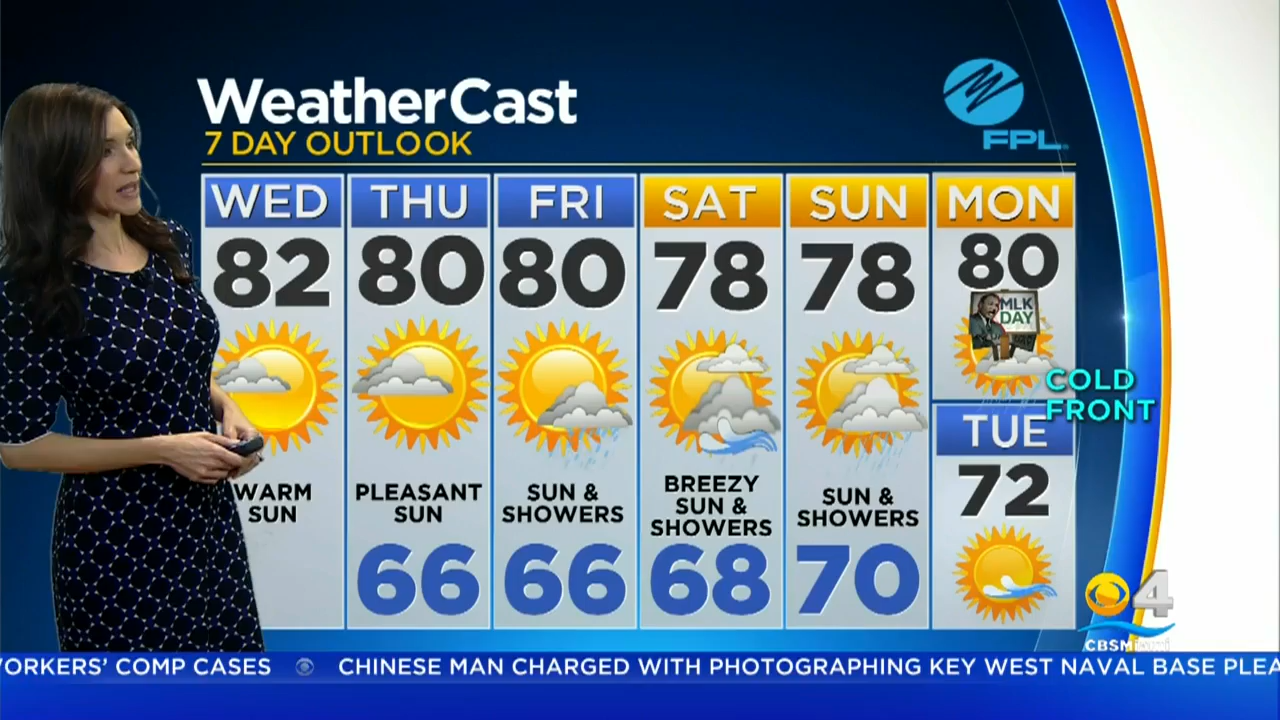 WeatherCast
7 DAY OUTLOOK
FPL
WED
82
WARM
SUN
THU
80
PLEASANT
SUN
66
FRI
80
SUN &
SHOWERS
66
SAT
78
BREEZY
SUN &
SHOWERS
68
SUN
78
SUN &
SHOWERS
70
MON
80
MLK
DAY
COLD
FRONT
TUE
72
4
CBSMiami
WORKERS' COMP CASES CHINESE MAN CHARGED WITH PHOTOGRAPHING KEY WEST NAVAL BASE PLEA